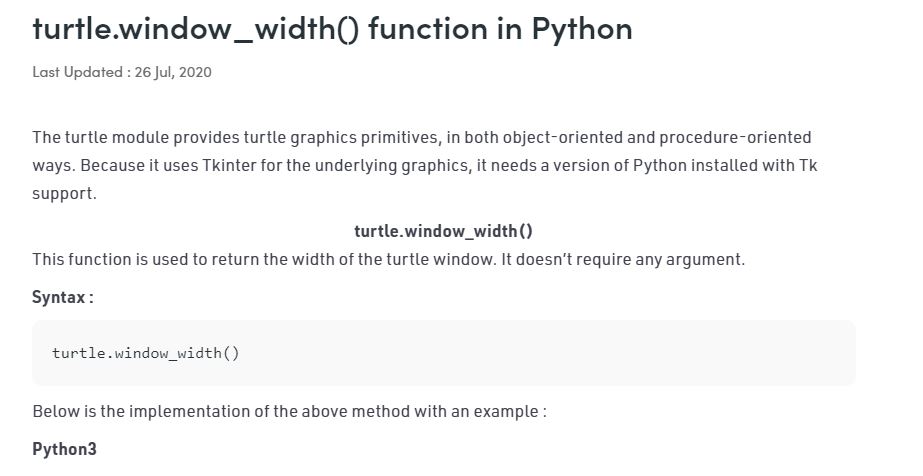 turtle.window_width() function in Python
Last Updated : 26 Jul, 2020
The turtle module provides turtle graphics primitives, in both object-oriented and procedure-oriented
ways. Because it uses Tkinter for the underlying graphics, it needs a version of Python installed with Tk
support.
turtle.window_width()
This function is used to return the width of the turtle window. It doesn’t require any argument.
Syntax :
turtle.window_width()
Below is the implementation of the above method with an example :
Python3